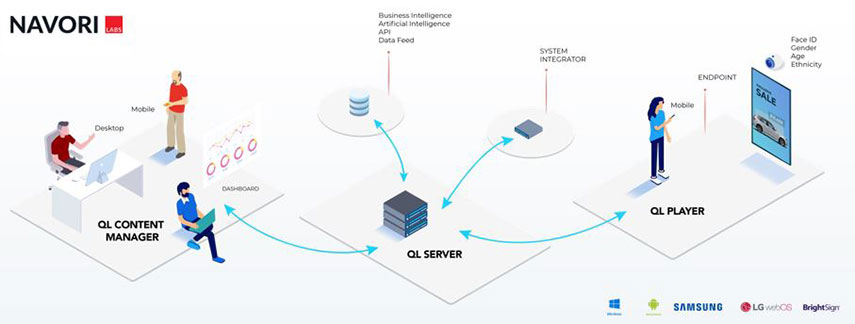 NAVORI LABS
Business Intelligence
Artificial Intelligence
API
Data Feed
SYSTEM
INTEGRATOR
Face ID
Gender
Age
Ethnicity
ENDPOINT
Mobile
Desktop
Mobile
SALE
DASHBOARD
QL CONTENT
MANAGER
QL SERVER
QL PLAYER
Windows
SAMSUNG
LG webOS
BrightSign